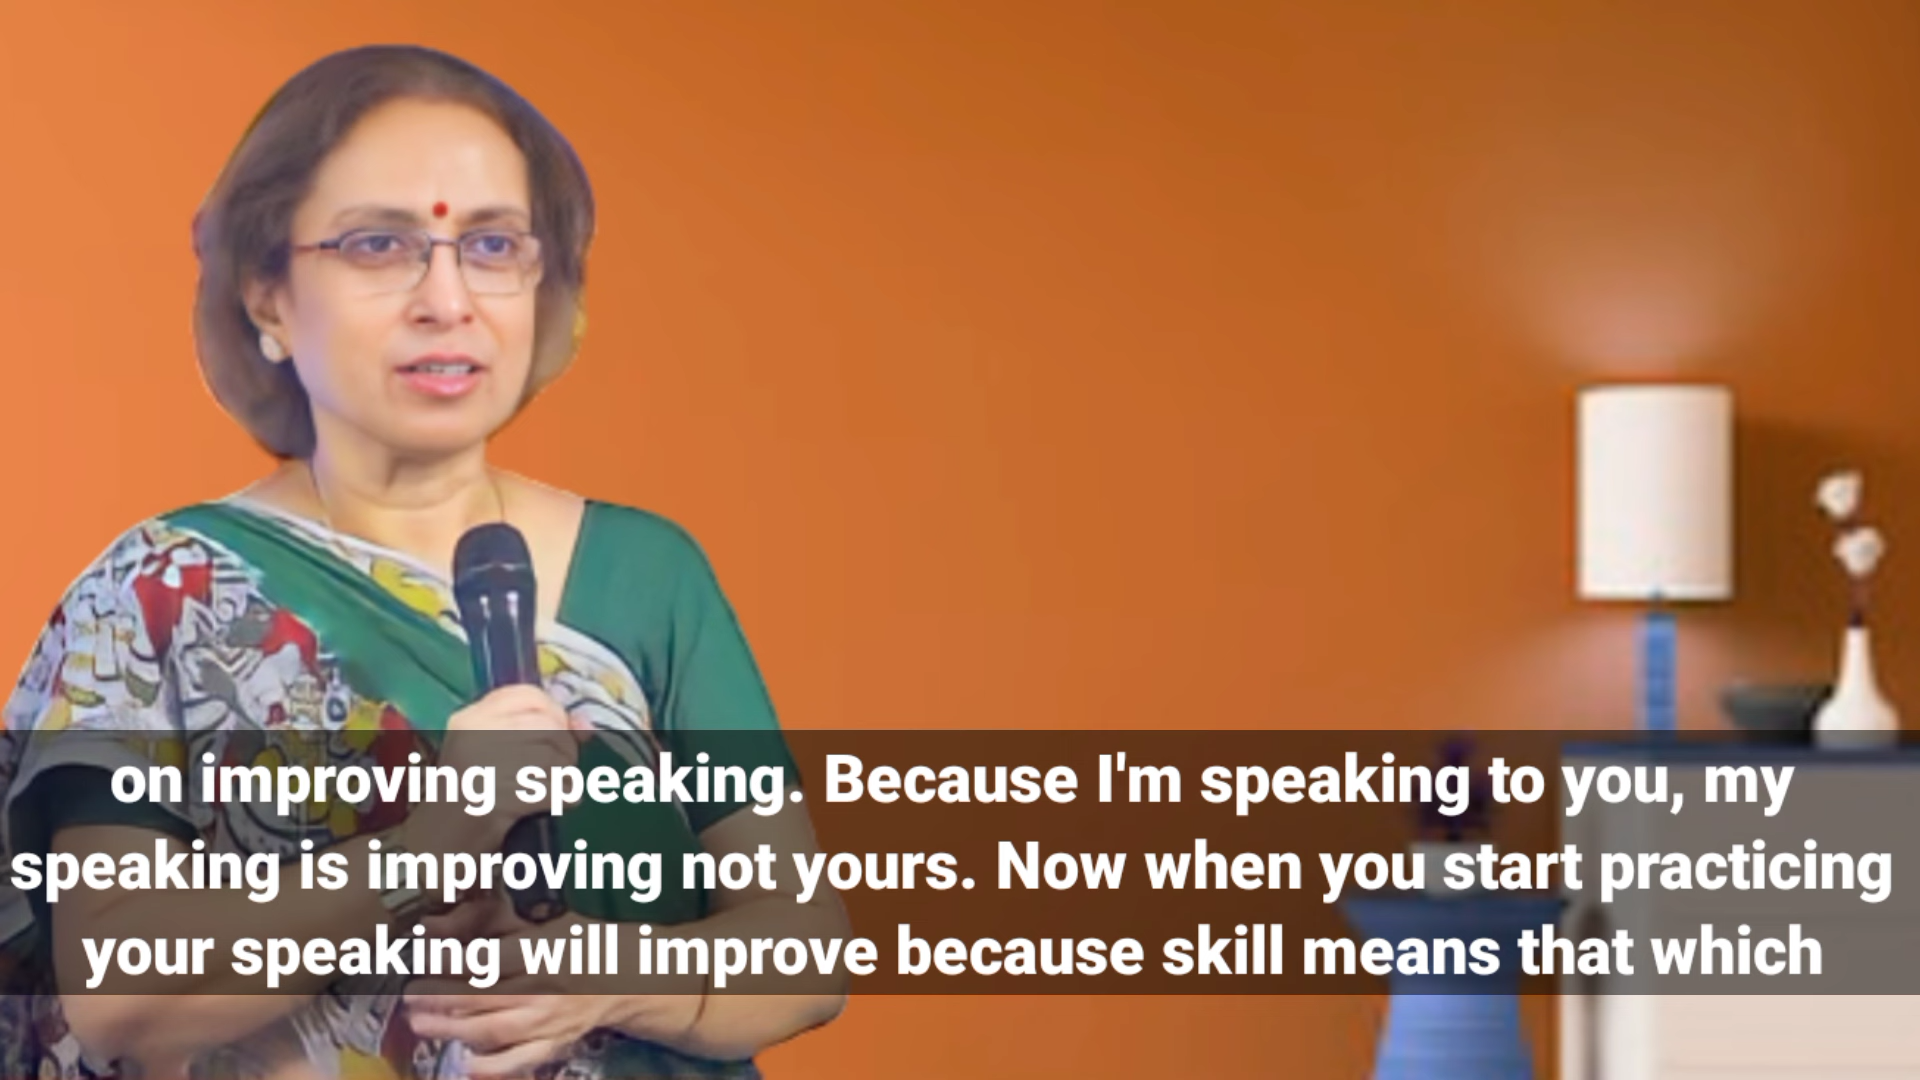 on improving speaking. Because I'm speaking to you, my
speaking is improving not yours. Now when you start practicing
your speaking will improve because skill means that which